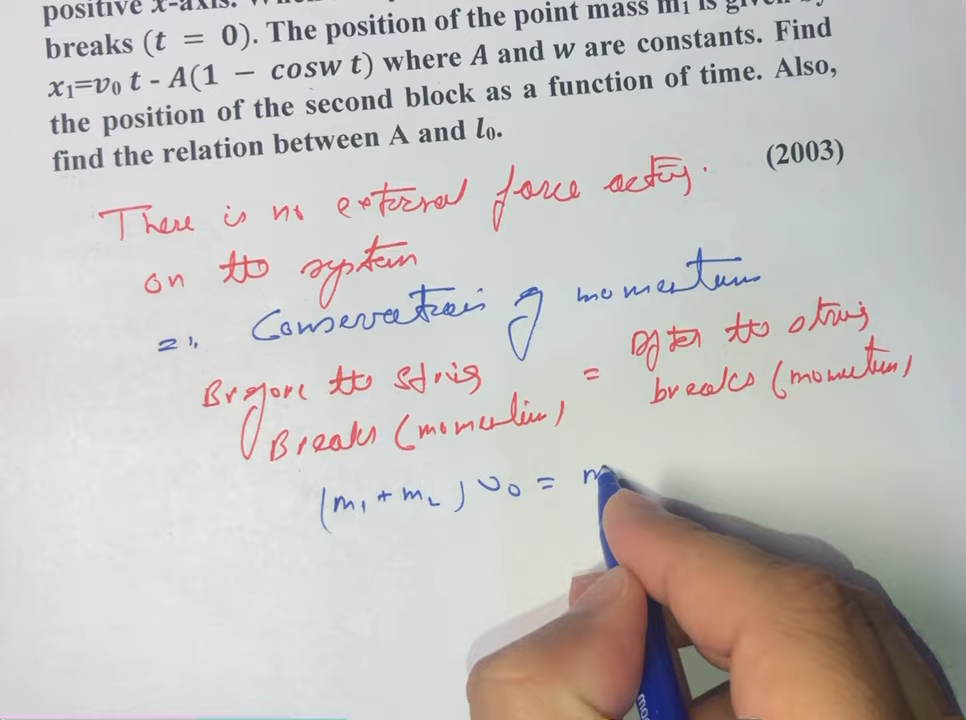 positive x-axis.
breaks (t = 0). The position of the point mass m₁ is given by
x₁=v₀ t - A(1 − cosw t) where A and w are constants. Find
the position of the second block as a function of time. Also,
find the relation between A and l₀.
(2003)
There is no external force acting.
on the system
=> Conservation of momentum
Before the string = After the string
Breaks (momentum) breaks (momentum)
(m₁ + m₂) v₀ = m